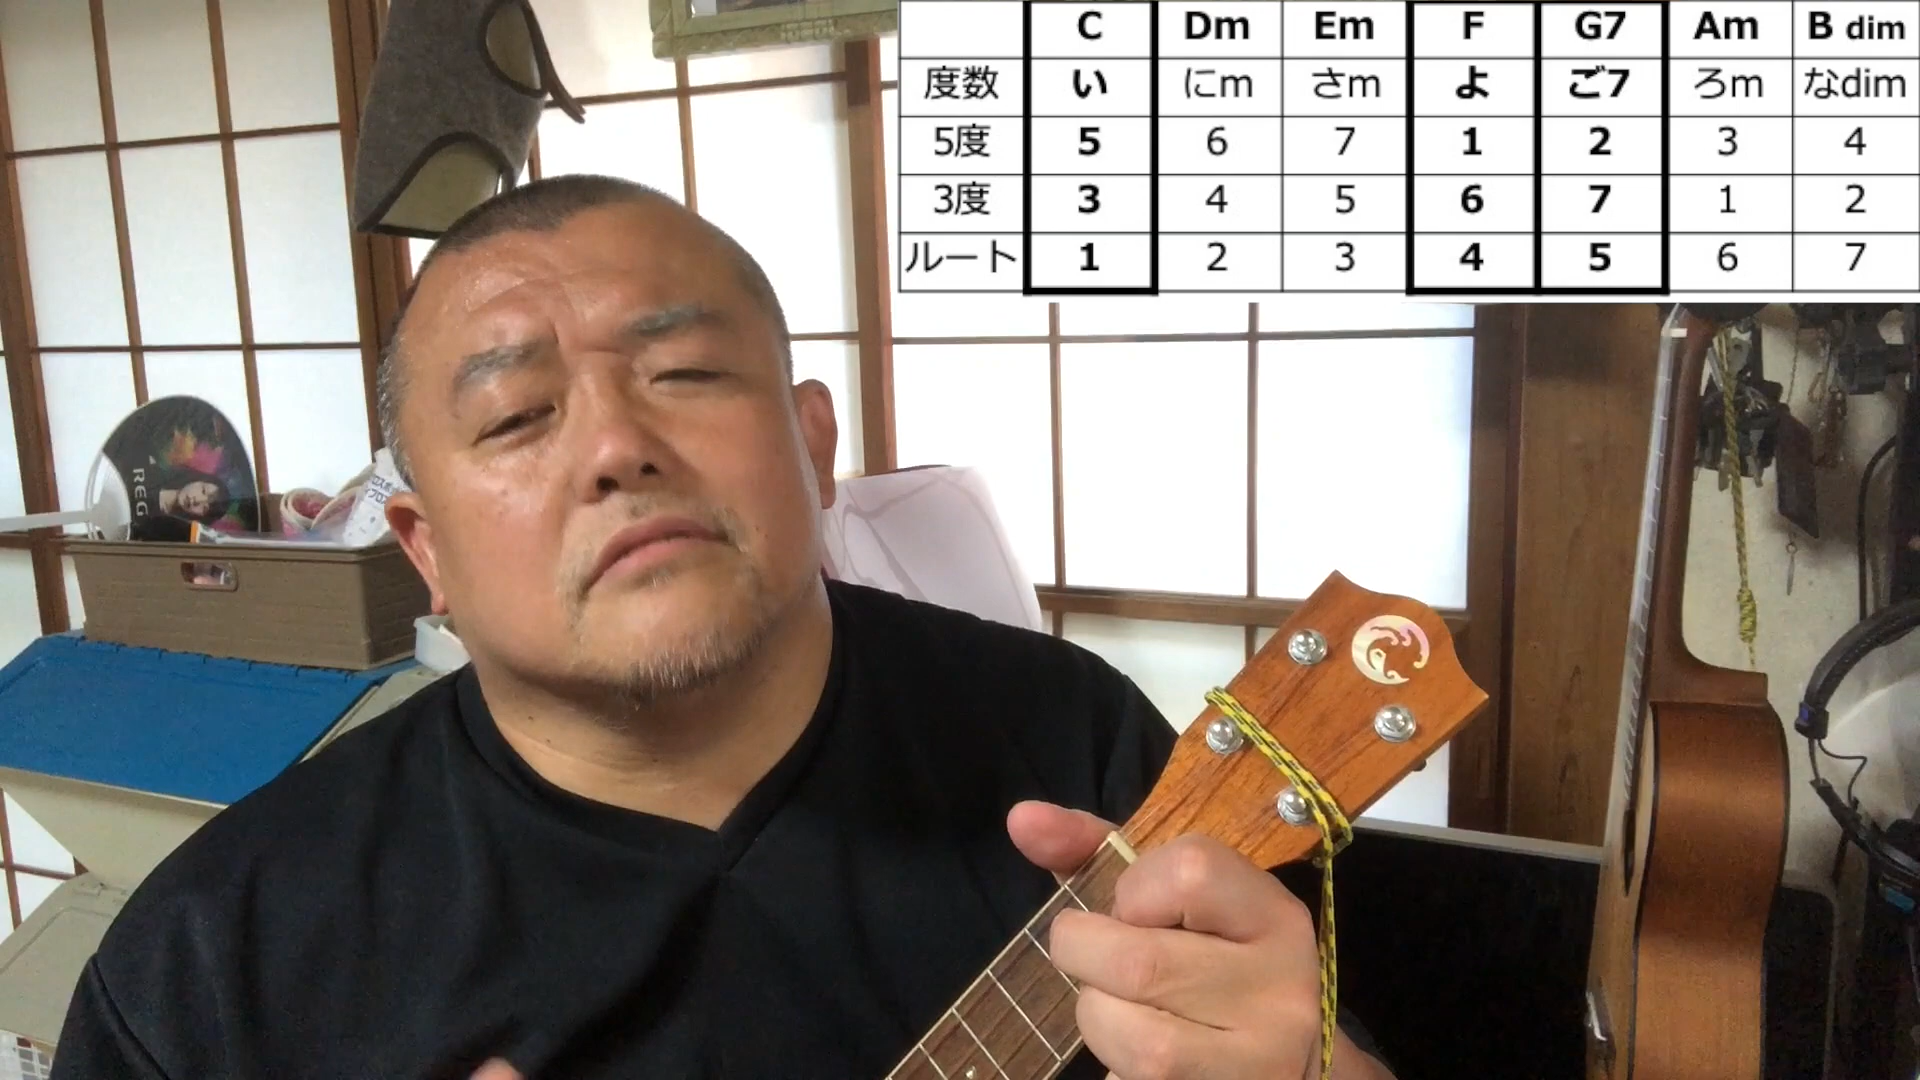 C Dm Em F G7 Am B dim
度数 い にm さm よ ご7 ろm なdim
5度 5 6 7 1 2 3 4
3度 3 4 5 6 7 1 2
ルート 1 2 3 4 5 6 7
REG